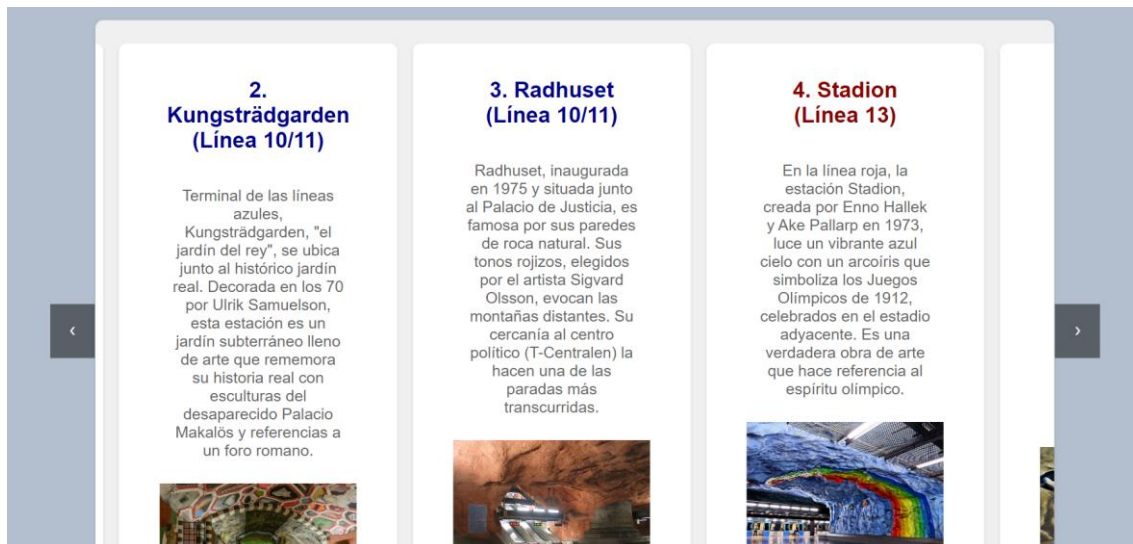 2.
Kungsträdgarden
(Línea 10/11)
Terminal de las líneas
azules,
Kungsträdgarden, "el
jardín del rey", se ubica
junto al histórico jardín
real. Decorada en los 70
por Ulrik Samuelson,
esta estación es un
jardín subterráneo lleno
de arte que rememora
su historia real con
esculturas del
desaparecido Palacio
Makalös y referencias a
un foro romano.
3. Radhuset
(Línea 10/11)
Radhuset, inaugurada
en 1975 y situada junto
al Palacio de Justicia, es
famosa por sus paredes
de roca natural. Sus
tonos rojizos, elegidos
por el artista Sigvard
Olsson, evocan las
montañas distantes. Su
cercanía al centro
político (T-Centralen) la
hacen una de las
paradas más
transcurridas.
4. Stadion
(Línea 13)
En la línea roja, la
estación Stadion,
creada por Enno Hallek
y Ake Pallarp en 1973,
luce un vibrante azul
cielo con un arcoíris que
simboliza los Juegos
Olímpicos de 1912,
celebrados en el estadio
adyacente. Es una
verdadera obra de arte
que hace referencia al
espíritu olímpico.
‹
›